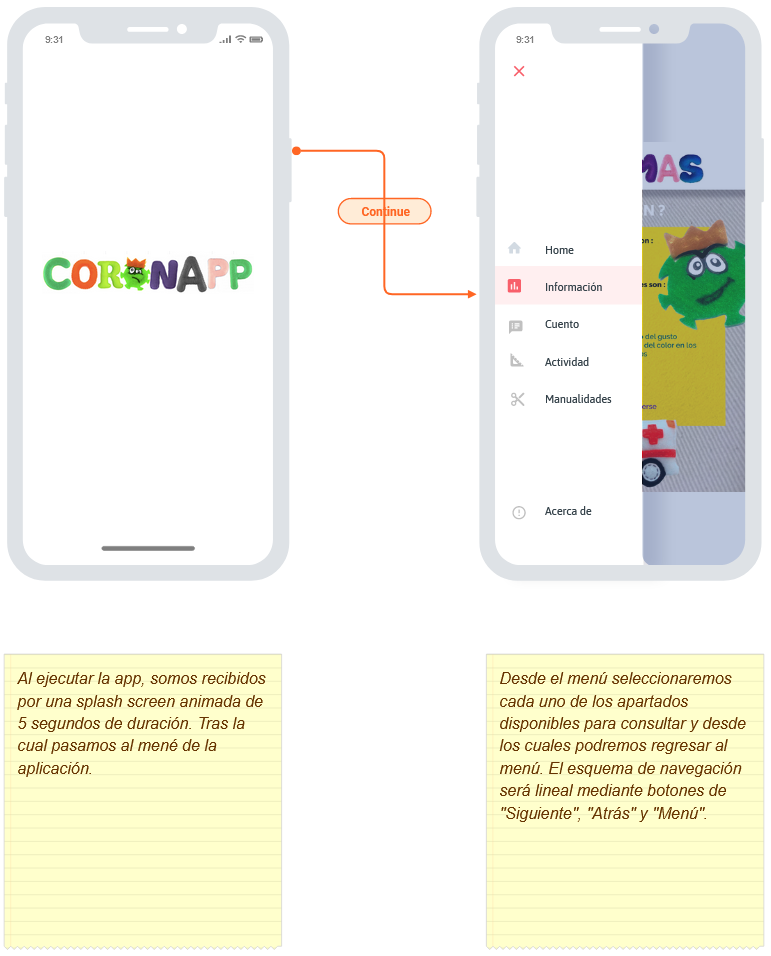 9:31
CORONAPP
Continue
9:31
MAS
N ?
Home
on :
Información
es son :
Cuento
del gusto
del color en los
Actividad
Manualidades
erse
Acerca de
Al ejecutar la app, somos recibidos
por una splash screen animada de
5 segundos de duración. Tras la
cual pasamos al mené de la
aplicación.
Desde el menú seleccionaremos
cada uno de los apartados
disponibles para consultar y desde
los cuales podremos regresar al
menú. El esquema de navegación
será lineal mediante botones de
"Siguiente", "Atrás" y "Menú".